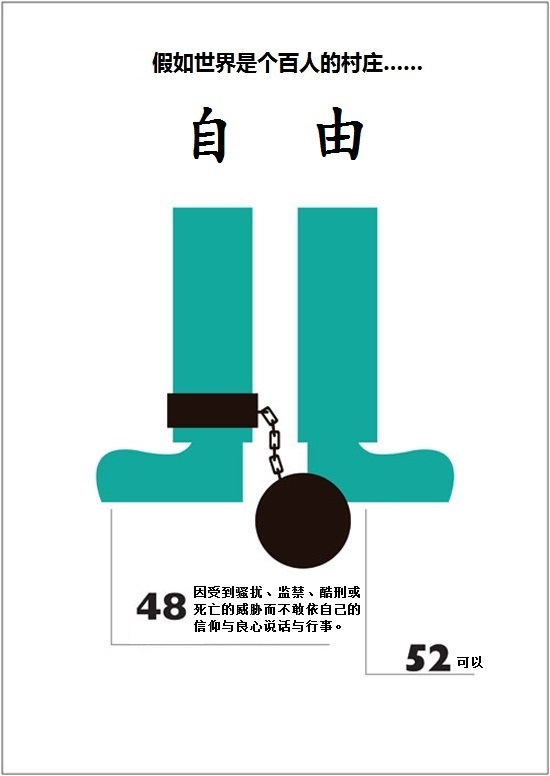 假如世界是个百人的村庄......
自由
48
因受到骚扰、监禁、酷刑或
死亡的威胁而不敢依自己的
信仰与良心说话与行事。
52 可以